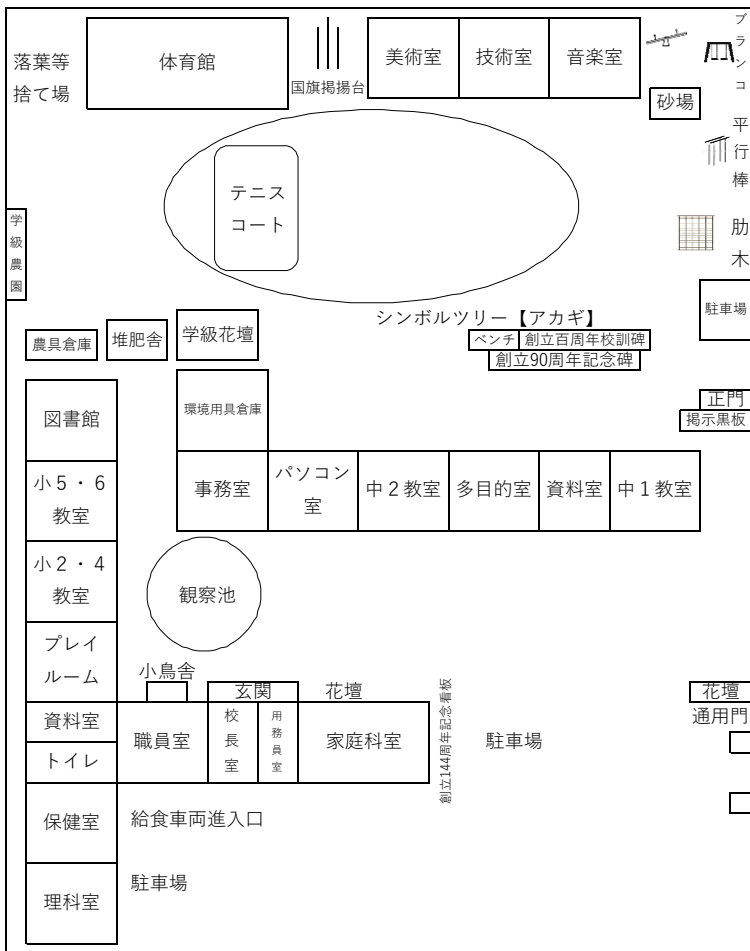 落葉等
捨て場
体育館
国旗掲揚台
美術室
技術室
音楽室
ブランコ
砂場
平行棒
テニス
コート
学級農園
肋木
駐車場
シンボルツリー【アカギ】
ベンチ
創立百周年校訓碑
創立90周年記念碑
農具倉庫
堆肥舎
学級花壇
正門
掲示黒板
図書館
環境用具倉庫
小５・６
教室
事務室
パソコン
室
中２教室
多目的室
資料室
中１教室
小２・４
教室
観察池
プレイ
ルーム
小鳥舎
玄関
花壇
創立144周年記念看板
花壇
通用門
資料室
トイレ
職員室
校長室
用務員室
家庭科室
駐車場
保健室
給食車両進入口
理科室
駐車場